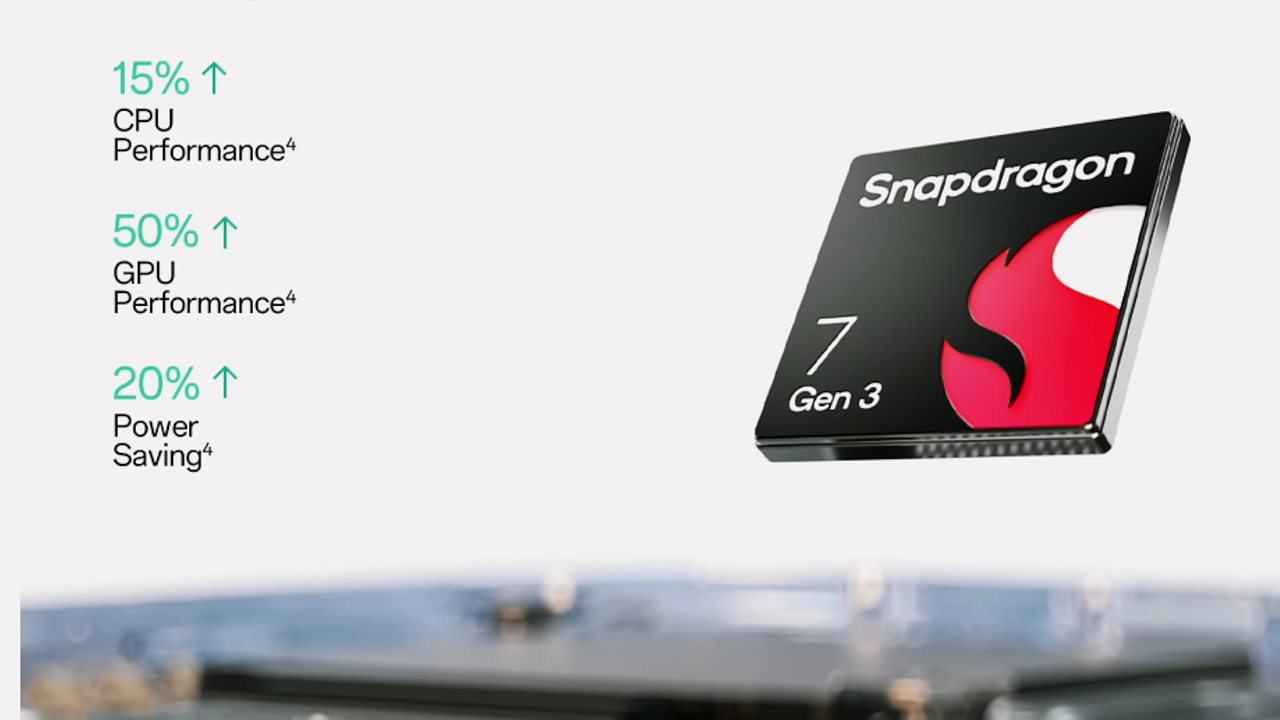 15% ↑
CPU
Performance⁴
50% ↑
GPU
Performance⁴
20% ↑
Power
Saving⁴
Snapdragon
7
Gen 3